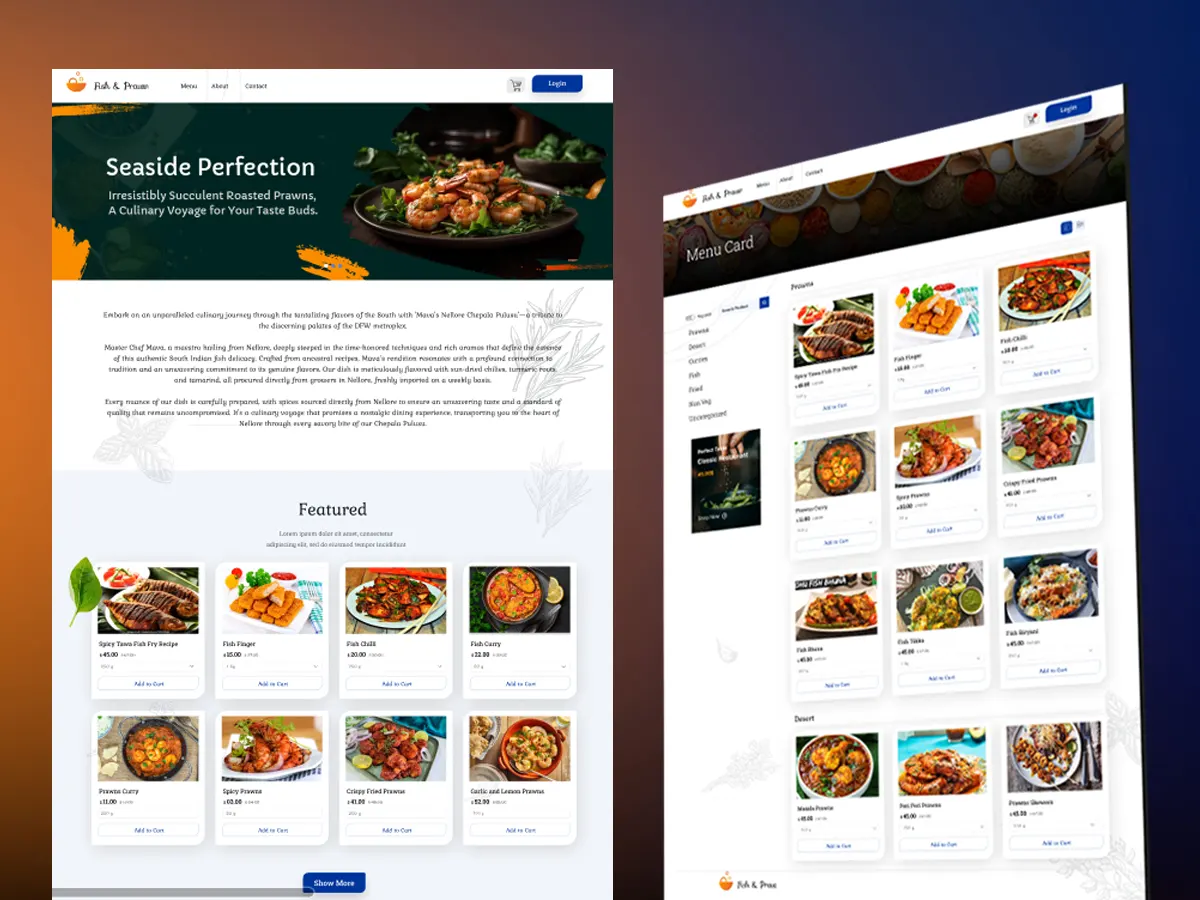 Fish & Prawn
Menu
About
Contact
Login
Seaside Perfection
Irresistibly Succulent Roasted Prawns,
A Culinary Voyage for Your Taste Buds.
Embark on an unparalleled culinary journey through the tantalizing flavors of the South with 'Mava's Nellore Chepala Pulusu'—a tribute to
the discerning palates of the DFW metroplex.
Master Chef Mava, a maestro hailing from Nellore, deeply steeped in the time-honored techniques and rich aromas that define the essence
of this authentic South Indian fish delicacy. Crafted from ancestral recipes, Mava's rendition resonates with a profound connection to
tradition and an unwavering commitment to its genuine flavors. Our dish is meticulously flavored with sun-dried chilies, turmeric roots,
and tamarind, all procured directly from grocers in Nellore, freshly imported on a weekly basis.
Every nuance of our dish is carefully prepared, with spices sourced directly from Nellore to ensure an unwavering taste and a standard of
quality that remains uncompromised. It's a culinary voyage that promises a nostalgic dining experience, transporting you to the heart of
Nellore through every savory bite of our Chepala Pulusu.
Featured
Lorem ipsum dolor sit amet, consectetur
adipiscing elit, sed do eiusmod tempor incididunt
Spicy Tawa Fish Fry Recipe
$45.00
Add to Cart
Fish Finger
$15.00
1 kg
Add to Cart
Fish Chilli
$20.00
Add to Cart
Fish Curry
$22.00
Add to Cart
Prawns Curry
$11.00
Add to Cart
Spicy Prawns
Add to Cart
Crispy Fried Prawns
$41.00
Add to Cart
Garlic and Lemon Prawns
$52.00
Add to Cart
Show More
Fish & Prawn
Menu
About
Contact
Login
Menu Card
Prawns
Desert
Curries
Fish
Fried
Non Veg
Uncategorized
Perfect Taste
Classic Restaurant
Shop Now
Prawns
Spicy Tawa Fish Fry Recipe
Add to Cart
Fish Finger
Add to Cart
Fish Chilli
Add to Cart
Prawns Curry
Add to Cart
Spicy Prawns
Add to Cart
Crispy Fried Prawns
Add to Cart
Fish Bhuna
Add to Cart
Fish Tikka
Add to Cart
Fish Biryani
$45.00
Add to Cart
Desert
Masala Prawns
$45.00
Add to Cart
Peri Peri Prawns
$45.00
Add to Cart
Prawns Skewers
$45.00
Add to Cart
Fish & Prawn